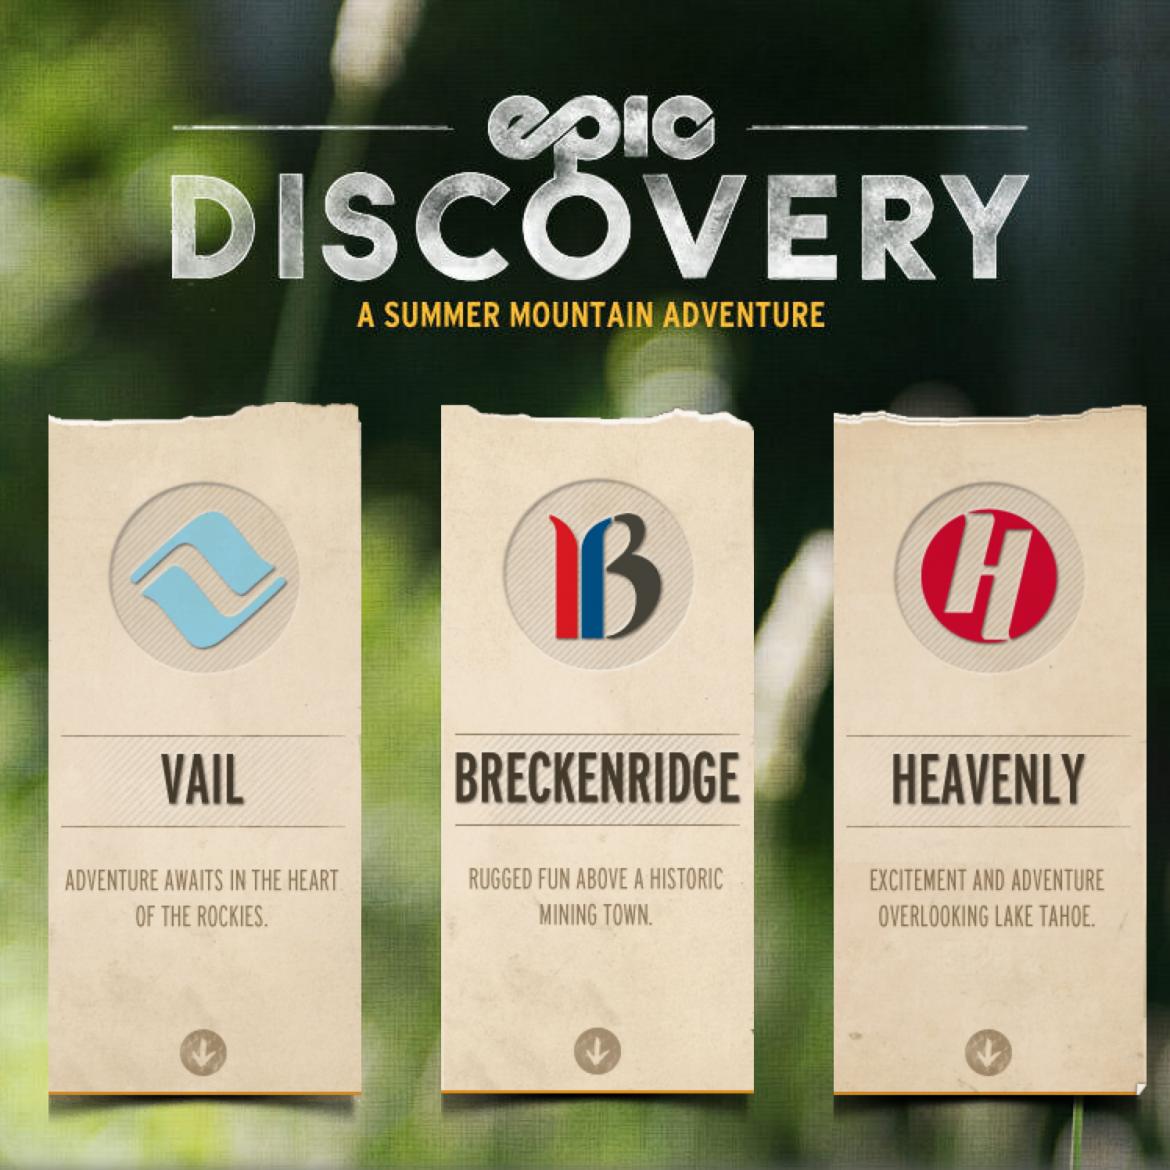 epic
DISCOVERY
A SUMMER MOUNTAIN ADVENTURE
VAIL
ADVENTURE AWAITS IN THE HEART
OF THE ROCKIES.
B
BRECKENRIDGE
RUGGED FUN ABOVE A HISTORIC
MINING TOWN.
H
HEAVENLY
EXCITEMENT AND ADVENTURE
OVERLOOKING LAKE TAHOE.